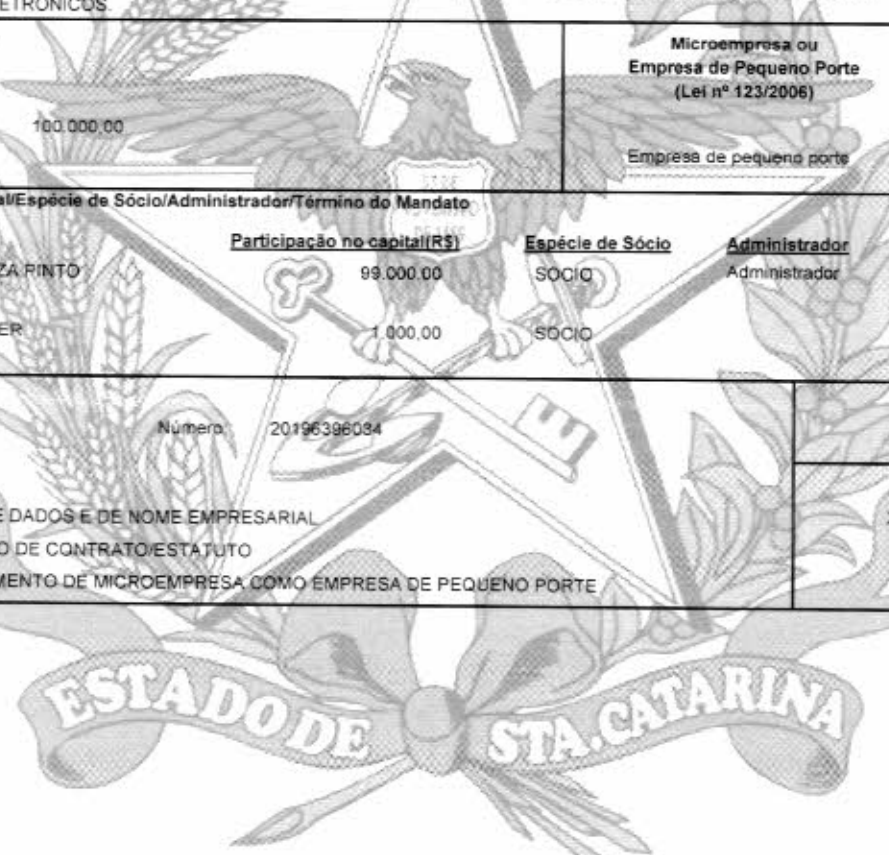 ETRÔNICOS.
Microempresa ou
Empresa de Pequeno Porte
(Lei nº 123/2006)
100.000,00
Empresa de pequeno porte
al/Espécie de Sócio/Administrador/Término do Mandato
Participação no capital(R$) Espécie de Sócio Administrador
ZA PINTO 99.000,00 SOCIO Administrador
ER 1.000,00 SOCIO
Número: 20196396034
E DADOS E DE NOME EMPRESARIAL
O DE CONTRATO/ESTATUTO
MENTO DE MICROEMPRESA COMO EMPRESA DE PEQUENO PORTE
ESTADO DE STA. CATARINA